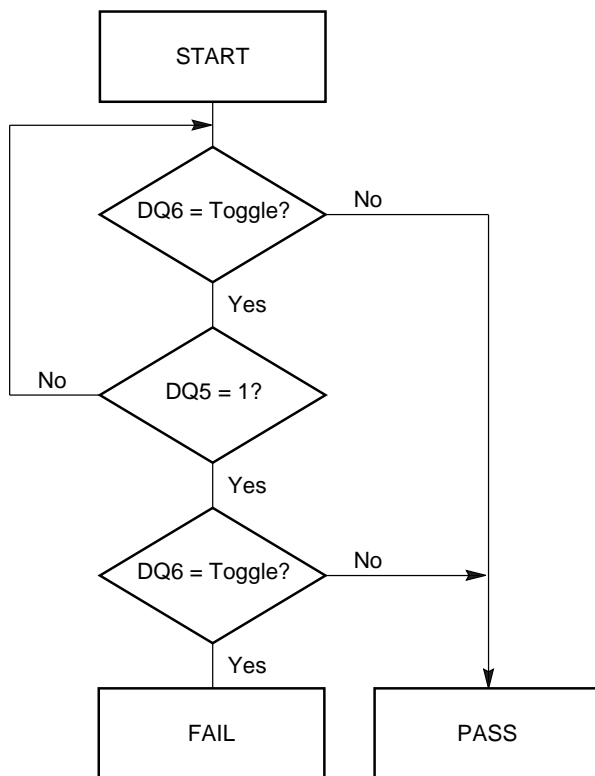 START
DQ6 = Toggle?
No
Yes
No
DQ5 = 1?
Yes
DQ6 = Toggle?
No
Yes
FAIL
PASS